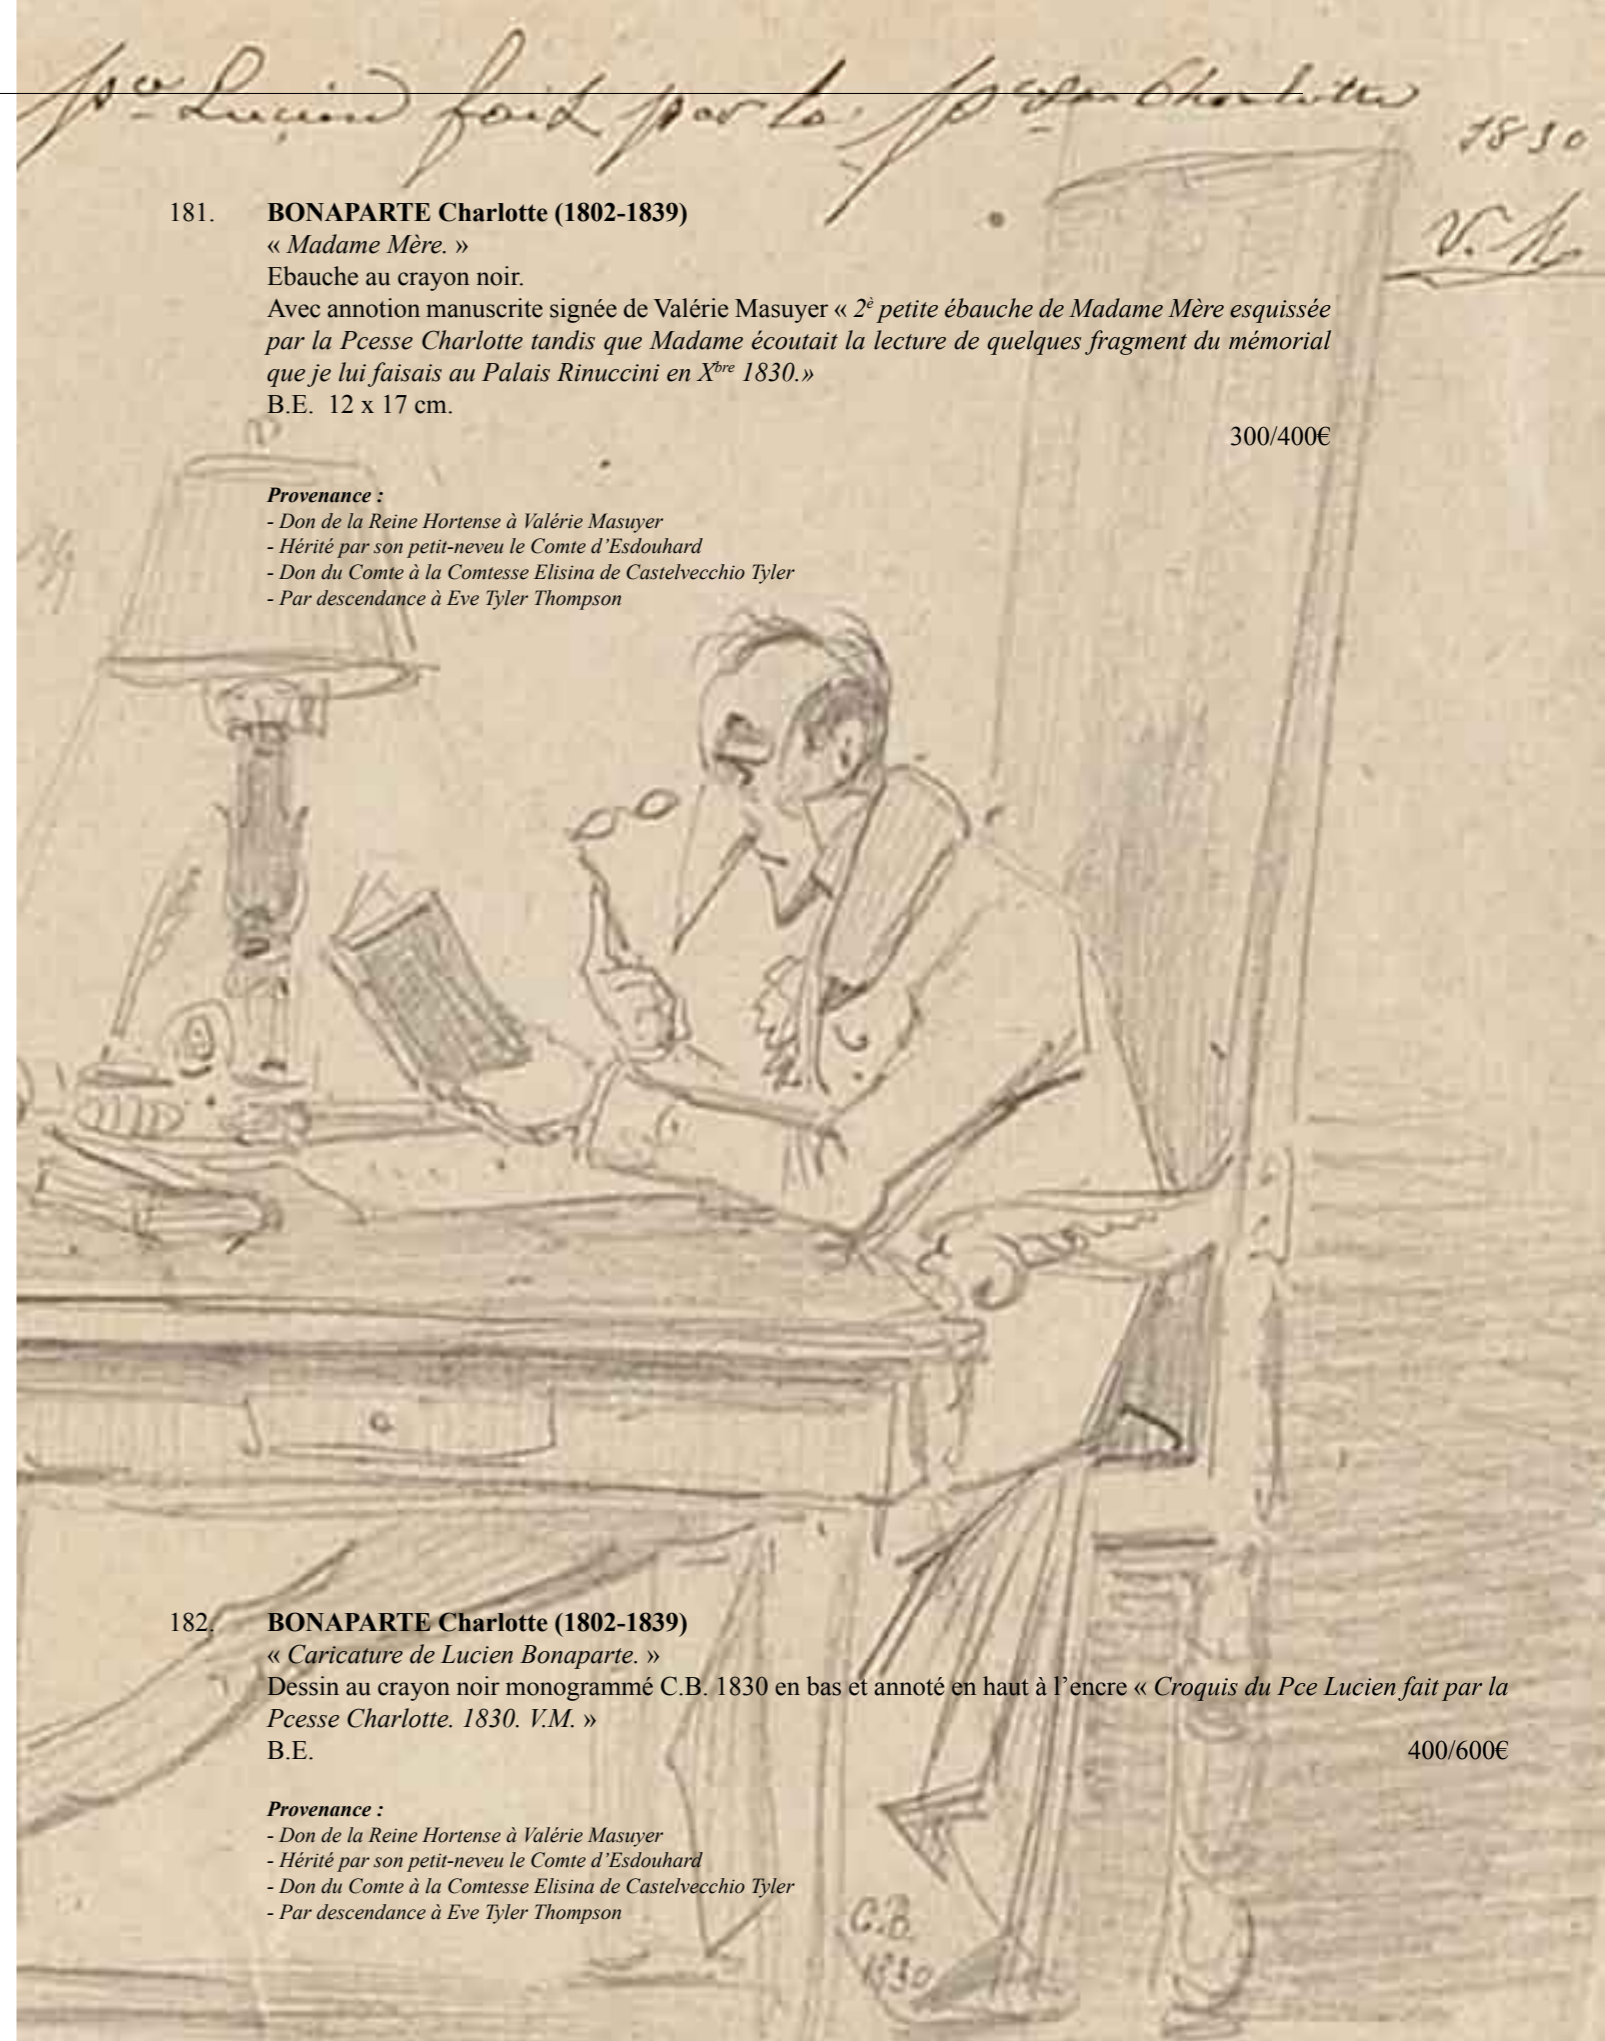 pce Lucien fait par la pcesse Charlotte
1830
V. M.
181. BONAPARTE Charlotte (1802-1839)
« Madame Mère. »
Ebauche au crayon noir.
Avec annotion manuscrite signée de Valérie Masuyer « 2è petite ébauche de Madame Mère esquissée
par la Pcesse Charlotte tandis que Madame écoutait la lecture de quelques fragment du mémorial
que je lui faisais au Palais Rinuccini en Xbre 1830.»
B.E. 12 x 17 cm.
300/400€
Provenance :
- Don de la Reine Hortense à Valérie Masuyer
- Hérité par son petit-neveu le Comte d’Esdouhard
- Don du Comte à la Comtesse Elisina de Castelvecchio Tyler
- Par descendance à Eve Tyler Thompson
182. BONAPARTE Charlotte (1802-1839)
« Caricature de Lucien Bonaparte. »
Dessin au crayon noir monogrammé C.B. 1830 en bas et annoté en haut à l’encre « Croquis du Pce Lucien fait par la
Pcesse Charlotte. 1830. V.M. »
B.E. 400/600€
Provenance :
- Don de la Reine Hortense à Valérie Masuyer
- Hérité par son petit-neveu le Comte d’Esdouhard
- Don du Comte à la Comtesse Elisina de Castelvecchio Tyler
- Par descendance à Eve Tyler Thompson
C.B.
1830